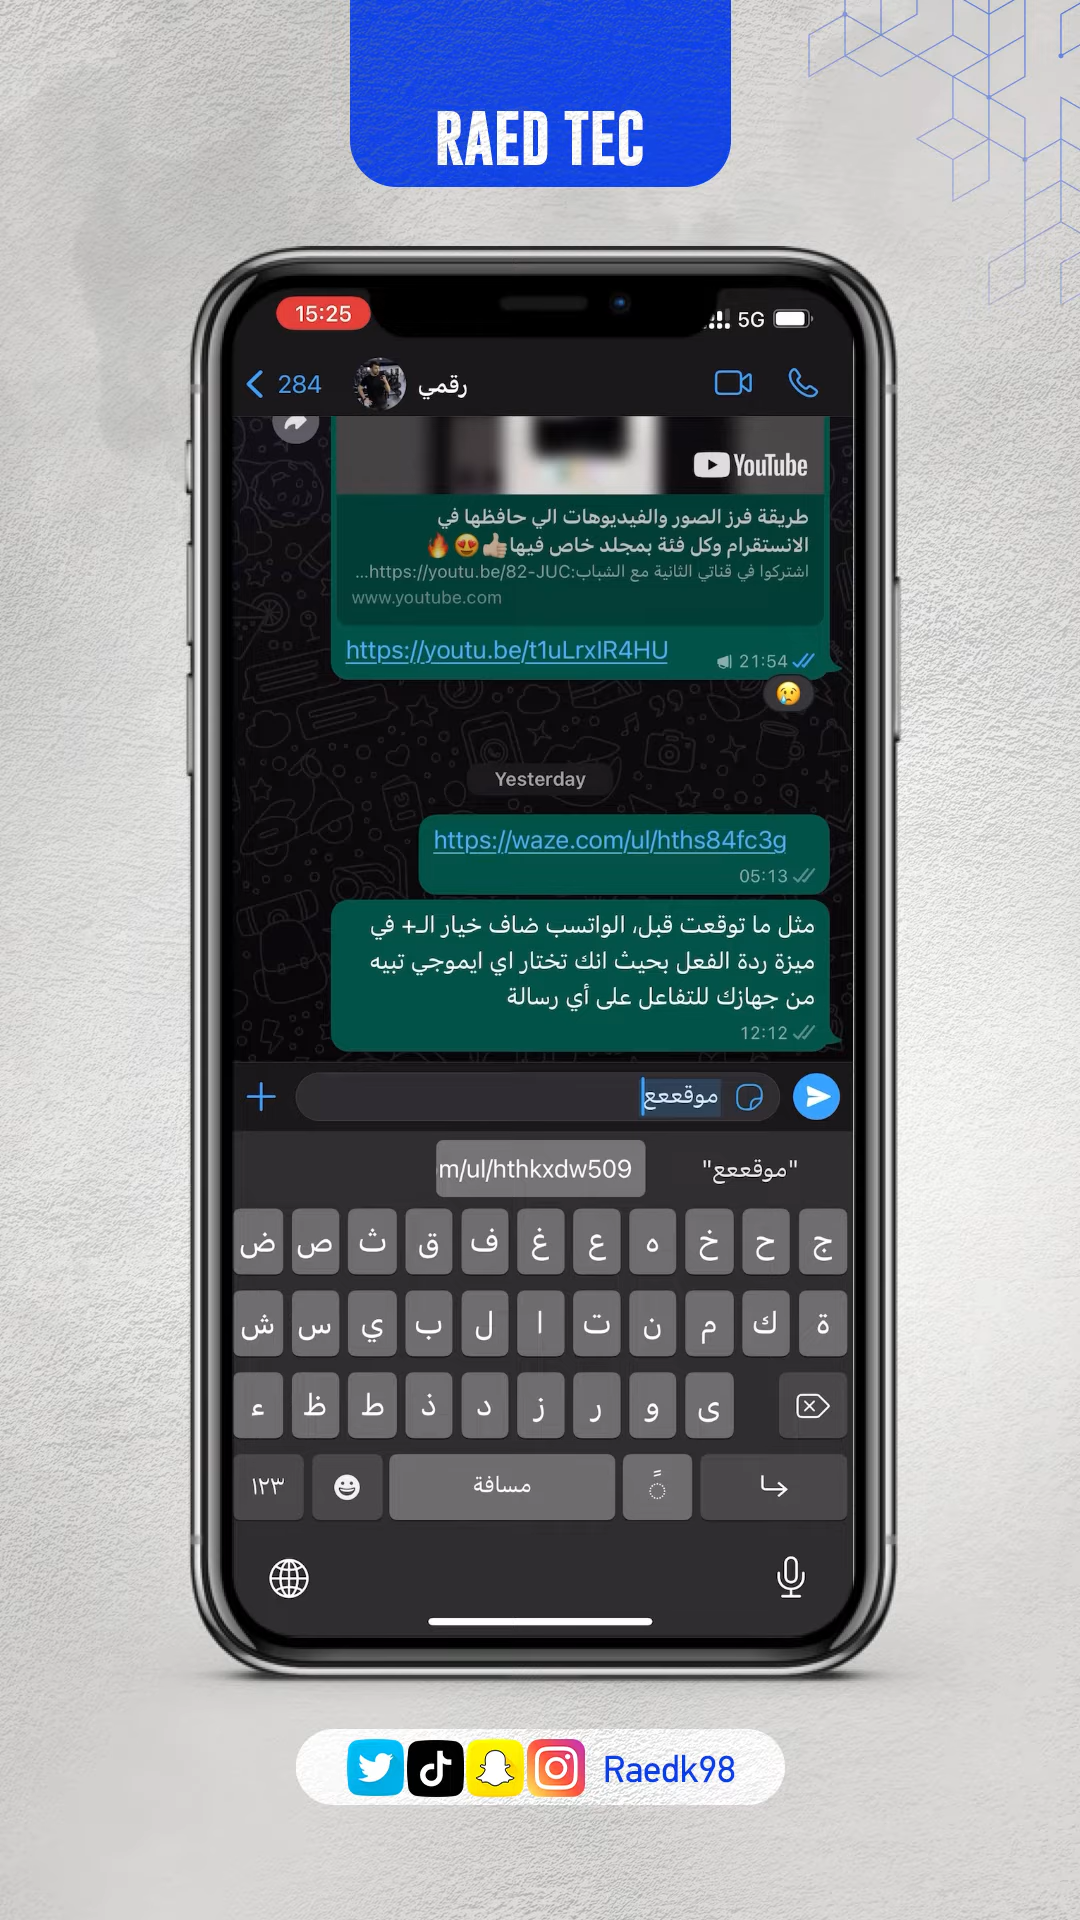 RAED TEC
15:25
5G
284
رقمي
YouTube
طريقة فرز الصور والفيديوهات الي حافظها في
الانستقرام وكل فئة بمجلد خاص فيها👍🏼😍🔥
اشتركوا في قناتي الثانية مع الشباب:https://youtu.be/82-JUC...
www.youtube.com
https://youtu.be/t1uLrxIR4HU
21:54
😢
Yesterday
https://waze.com/ul/hths84fc3g
05:13
مثل ما توقعت قبل، الواتسب ضاف خيار الـ+ في
ميزة ردة الفعل بحيث انك تختار اي ايموجي تبيه
من جهازك للتفاعل على أي رسالة
12:12
موقعععع
m/ul/hthkxdw509
"موقعععع"
ض ص ث ق ف غ ع ه خ ح ج
ش س ي ب ل ا ت ن م ك ة
ء ظ ط ذ د ز ر و ى
١٢٣
مسافة
Raedk98